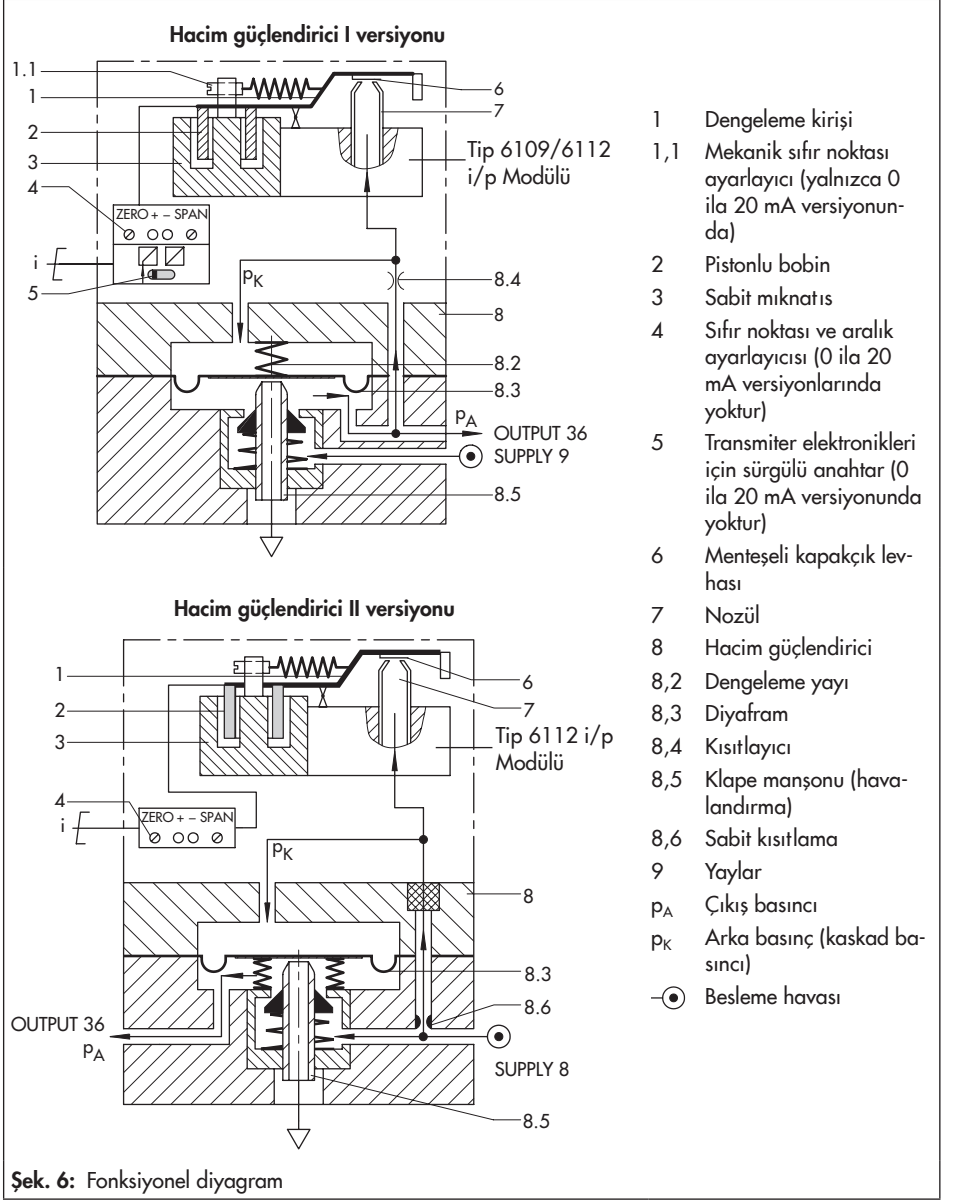 Hacim güçlendirici I versiyonu
1.1
1
2
3
4
ZERO + – SPAN
i
5
6
7
Tip 6109/6112
i/p Modülü
pK
8.4
8
8.2
8.3
pA
OUTPUT 36
SUPPLY 9
8.5
Hacim güçlendirici II versiyonu
1
2
3
4
ZERO + – SPAN
i
6
7
Tip 6112 i/p
Modülü
pK
8
8.3
8.6
OUTPUT 36
pA
SUPPLY 8
8.5
1 Dengeleme kirişi
1,1 Mekanik sıfır noktası
ayarlayıcı (yalnızca 0
ila 20 mA versiyonun-
da)
2 Pistonlu bobin
3 Sabit mıknatıs
4 Sıfır noktası ve aralık
ayarlayıcısı (0 ila 20
mA versiyonlarında
yoktur)
5 Transmiter elektronikleri
için sürgülü anahtar (0
ila 20 mA versiyonunda
yoktur)
6 Menteşeli kapakçık lev-
hası
7 Nozül
8 Hacim güçlendirici
8,2 Dengeleme yayı
8,3 Diyafram
8,4 Kısıtlayıcı
8,5 Klape manşonu (hava-
landırma)
8,6 Sabit kısıtlama
9 Yaylar
pA Çıkış basıncı
pK Arka basınç (kaskad ba-
sıncı)
Besleme havası
Şek. 6: Fonksiyonel diyagram